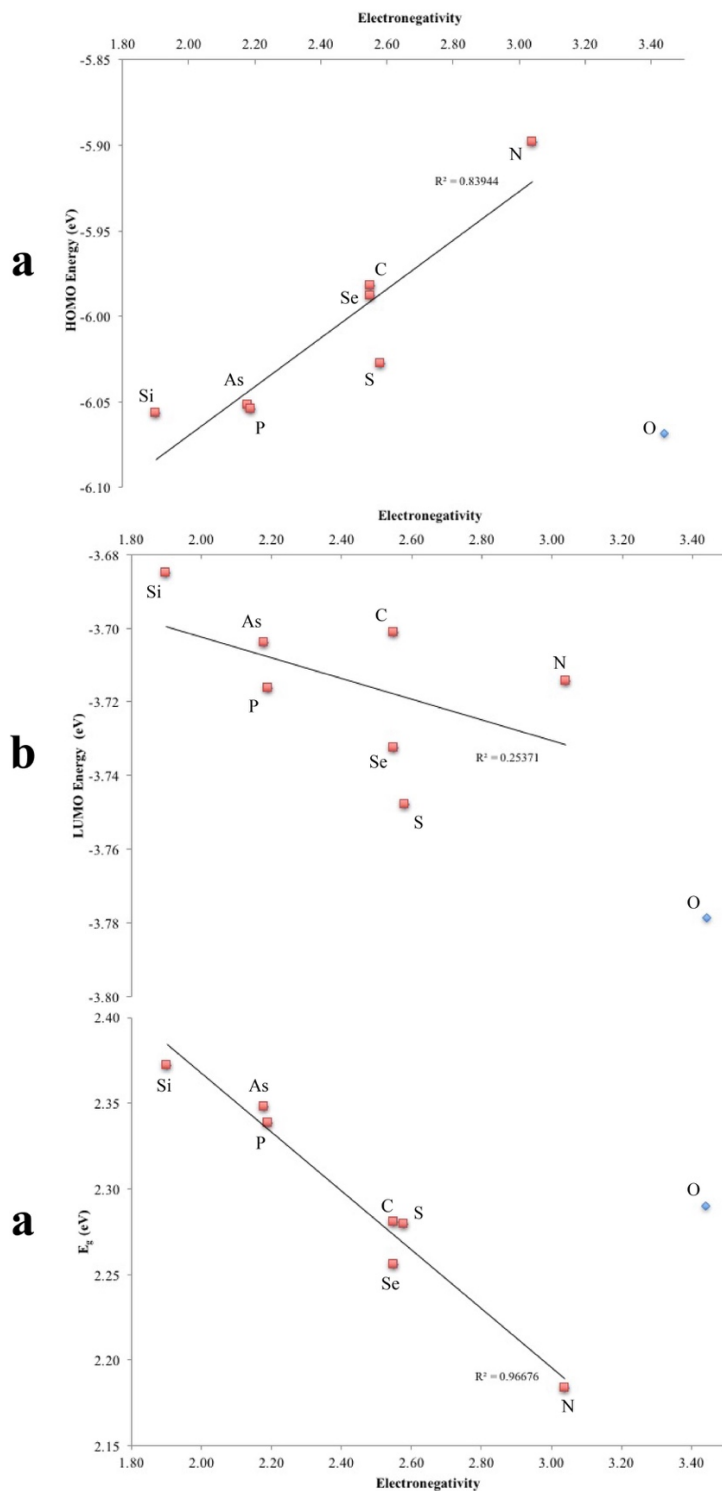 Electronegativity
1.80 2.00 2.20 2.40 2.60 2.80 3.00 3.20 3.40
-5.85
-5.90
N
R² = 0.83944
-5.95
a
HOMO Energy (eV)
C
-6.00
Se
S
As
Si
-6.05
P
O
-6.10
Electronegativity
1.80 2.00 2.20 2.40 2.60 2.80 3.00 3.20 3.40
-3.68
Si
C
As
-3.70
N
P
-3.72
b
LUMO Energy (eV)
Se
R² = 0.25371
-3.74
S
-3.76
O
-3.78
-3.80
2.40
Si
As
2.35
P
O
C S
2.30
a
E_g (eV)
Se
2.25
2.20
R² = 0.96676
N
2.15
1.80 2.00 2.20 2.40 2.60 2.80 3.00 3.20 3.40
Electronegativity